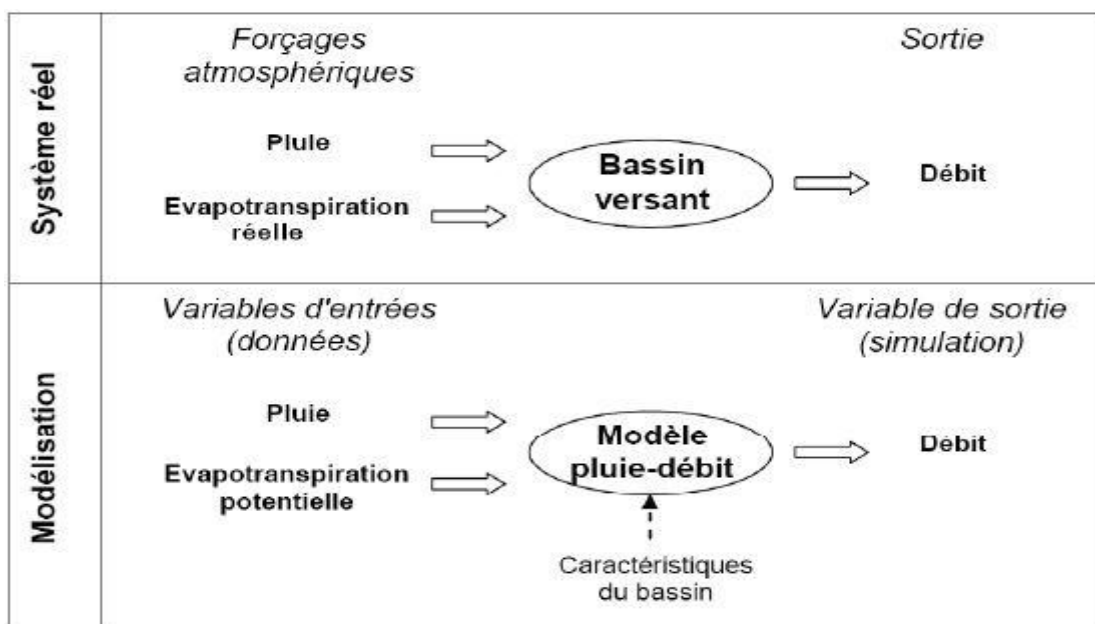 Système réel
Forçages
atmosphériques
Sortie
Pluie
Bassin
versant
Débit
Evapotranspiration
réelle
Modélisation
Variables d'entrées
(données)
Variable de sortie
(simulation)
Pluie
Modèle
pluie-débit
Débit
Evapotranspiration
potentielle
Caractéristiques
du bassin